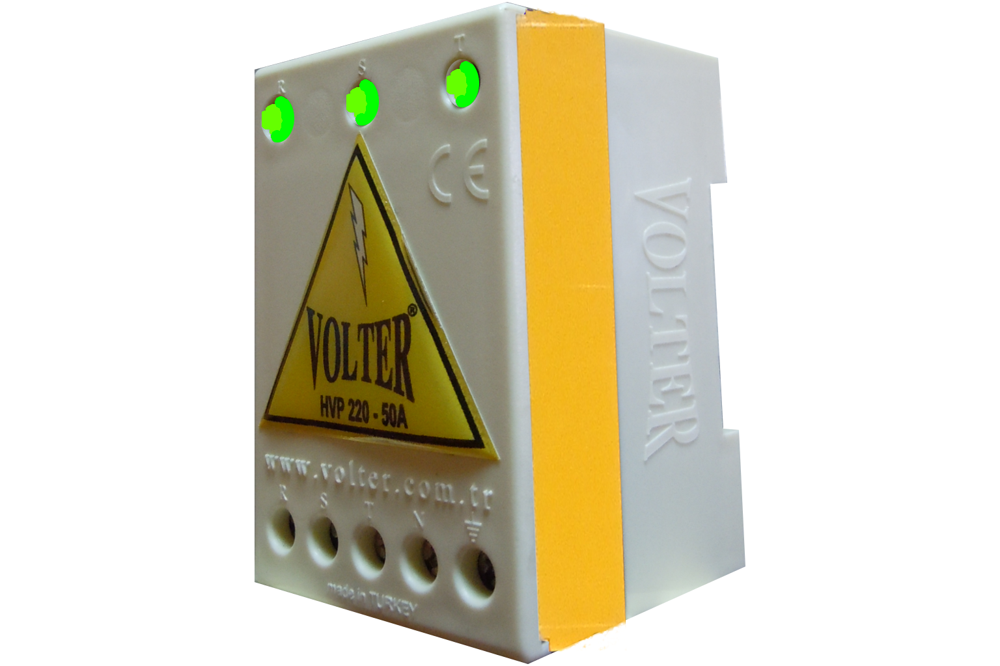 R S T
CE
VOLTER®
HVP 220 - 50A
www.volter.com.tr
R S T N
made in TURKEY
VOLTER